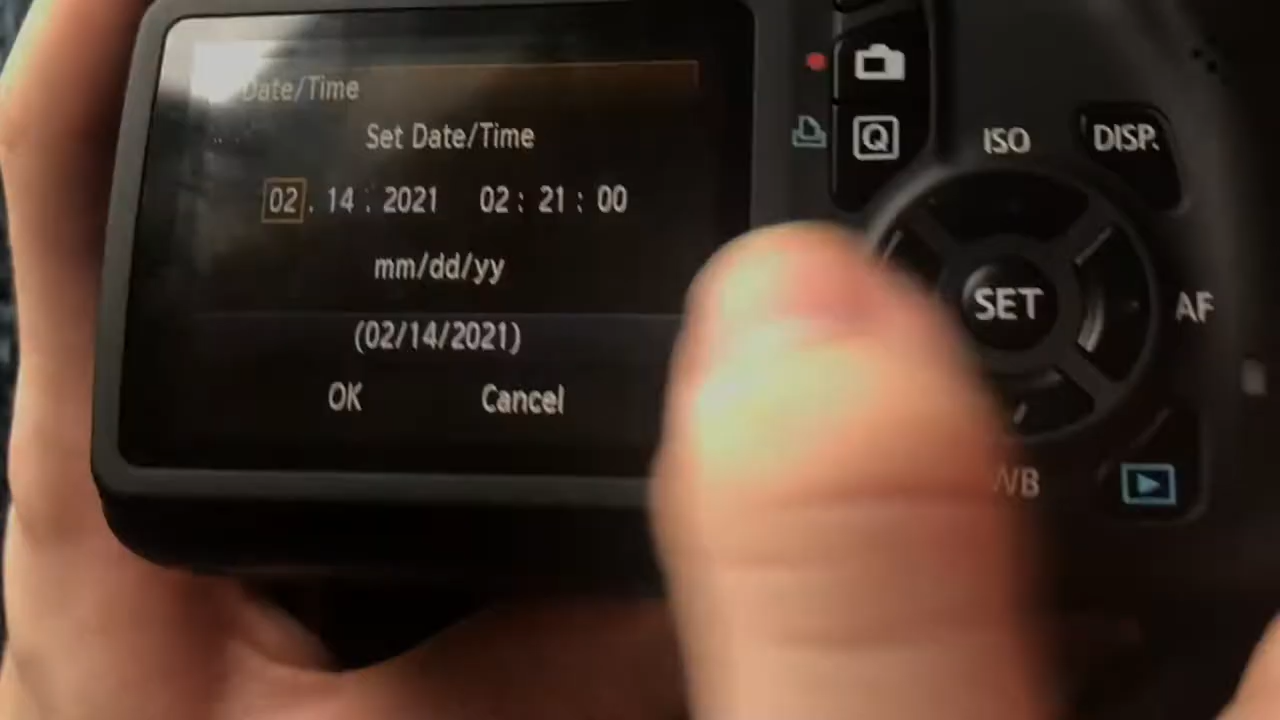 Date/Time
Set Date/Time
02 . 14 . 2021 02 : 21 : 00
mm/dd/yy
(02/14/2021)
OK Cancel
Q
ISO
DISP.
SET
AF
WB